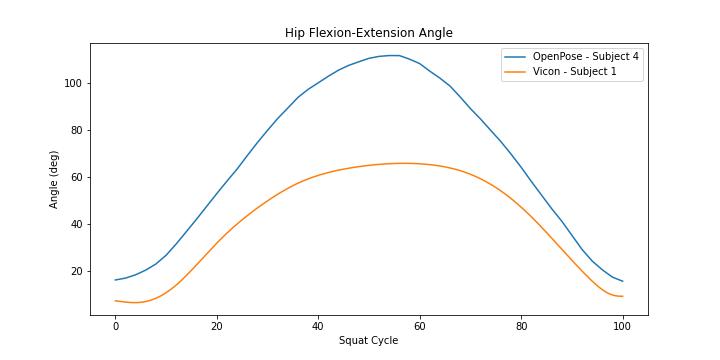 Hip Flexion-Extension Angle
OpenPose - Subject 4
Vicon - Subject 1
Angle (deg)
100
80
60
40
20
0 20 40 60 80 100
Squat Cycle